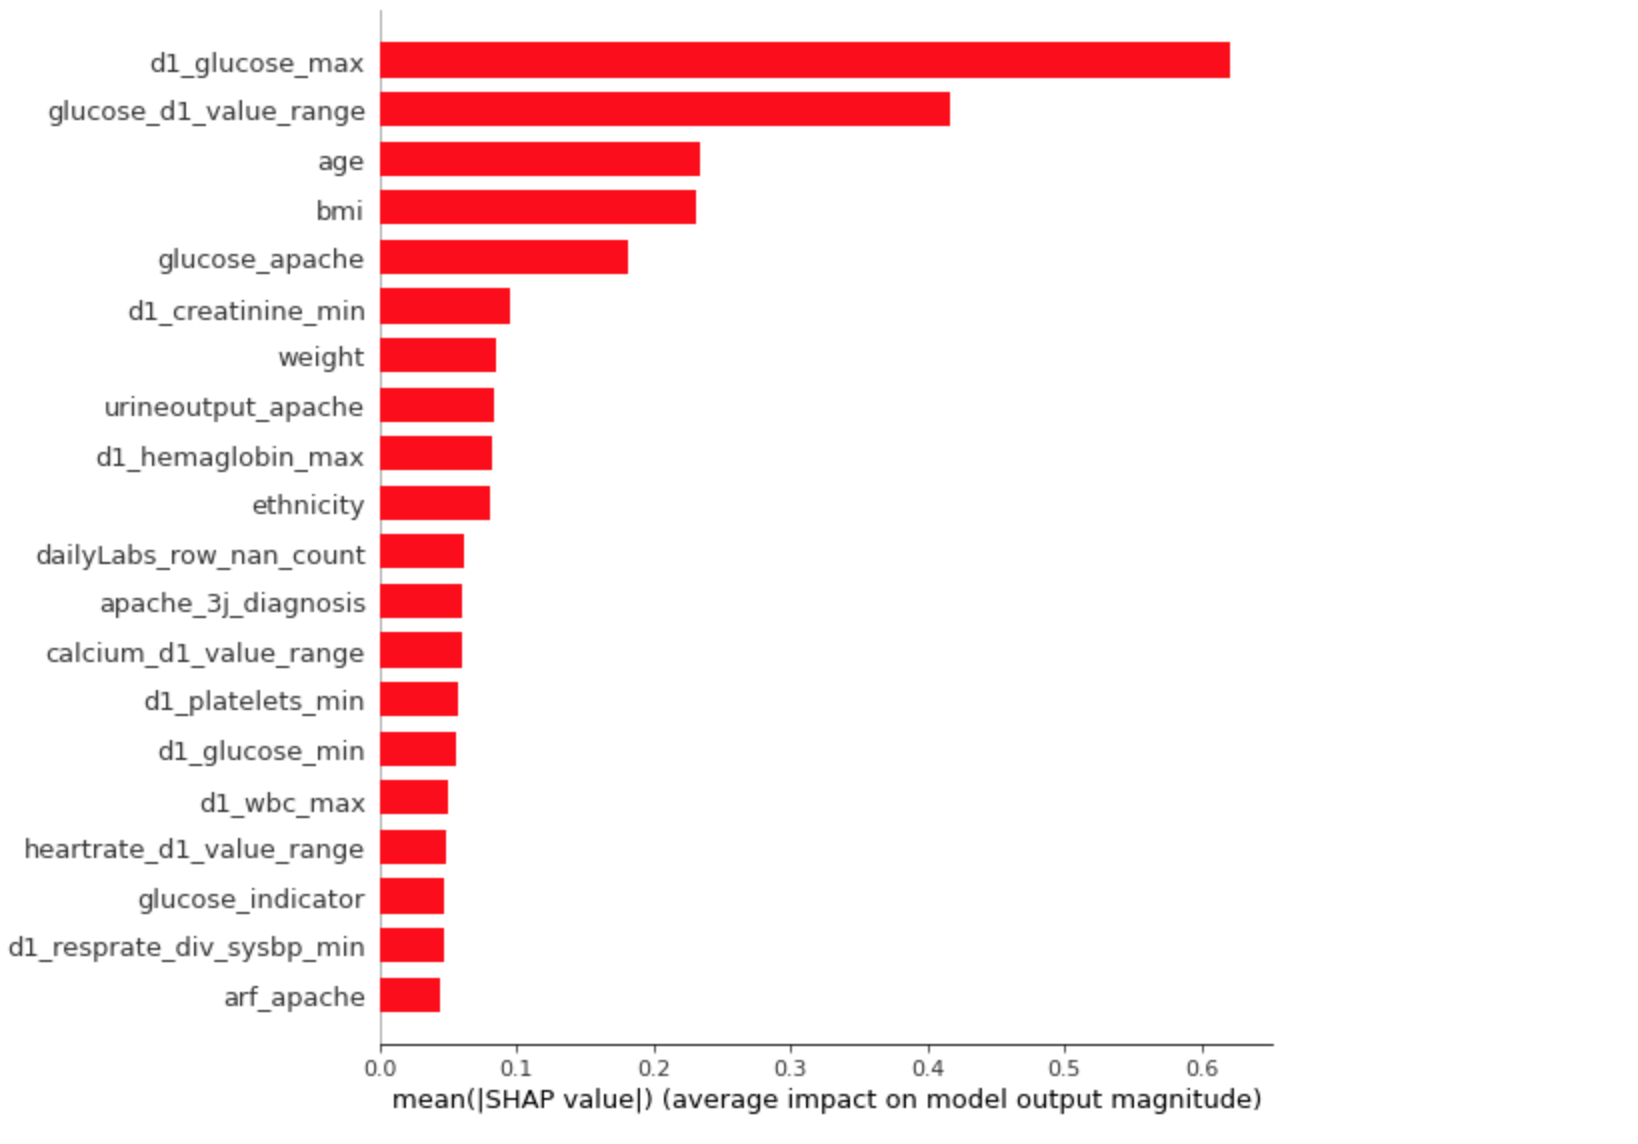 d1_glucose_max
glucose_d1_value_range
age
bmi
glucose_apache
d1_creatinine_min
weight
urineoutput_apache
d1_hemaglobin_max
ethnicity
dailyLabs_row_nan_count
apache_3j_diagnosis
calcium_d1_value_range
d1_platelets_min
d1_glucose_min
d1_wbc_max
heartrate_d1_value_range
glucose_indicator
d1_resprate_div_sysbp_min
arf_apache
0.0 0.1 0.2 0.3 0.4 0.5 0.6
mean(|SHAP value|) (average impact on model output magnitude)